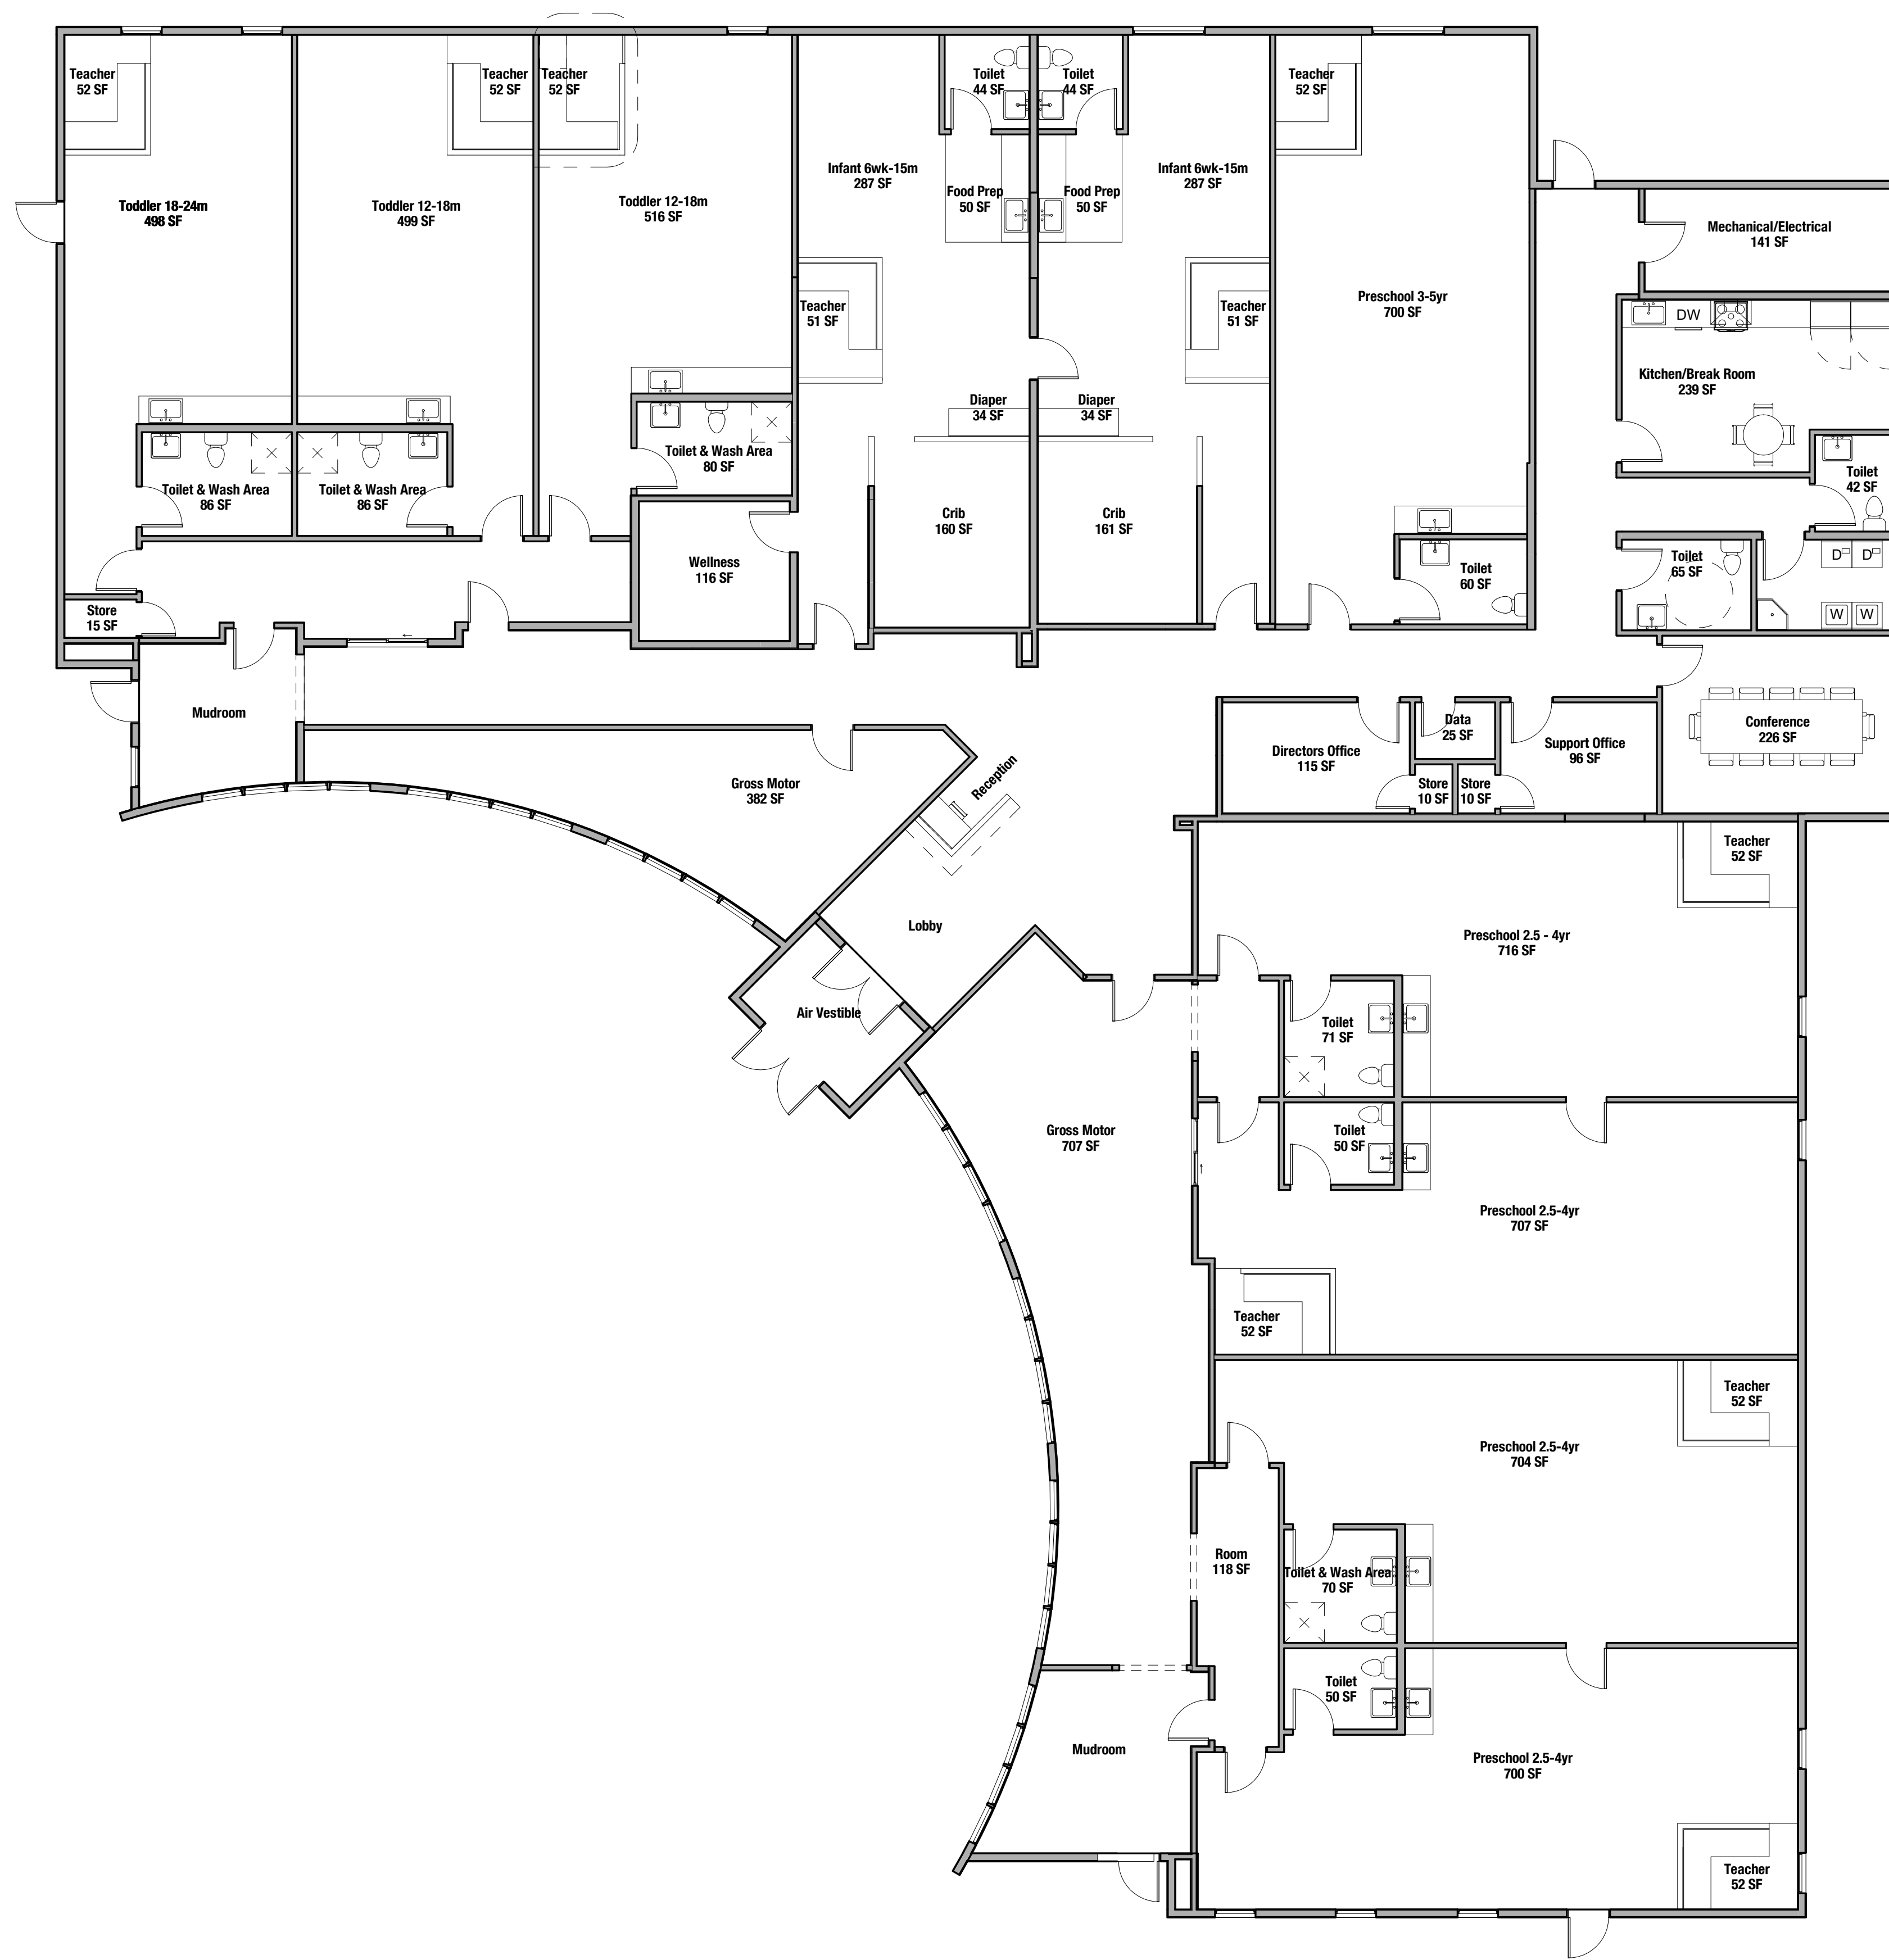 Teacher
52 SF
Teacher
52 SF
Teacher
52 SF
Toilet
44 SF
Toilet
44 SF
Teacher
52 SF
Infant 6wk-15m
287 SF
Infant 6wk-15m
287 SF
Food Prep
50 SF
Food Prep
50 SF
Toddler 18-24m
498 SF
Toddler 12-18m
499 SF
Toddler 12-18m
516 SF
Mechanical/Electrical
141 SF
Teacher
51 SF
Teacher
51 SF
Preschool 3-5yr
700 SF
DW
Kitchen/Break Room
239 SF
Diaper
34 SF
Diaper
34 SF
Toilet & Wash Area
80 SF
Toilet
42 SF
Toilet & Wash Area
86 SF
Toilet & Wash Area
86 SF
Crib
160 SF
Crib
161 SF
Wellness
116 SF
Toilet
60 SF
Toilet
65 SF
D
D
W
W
Store
15 SF
Mudroom
Data
25 SF
Directors Office
115 SF
Support Office
96 SF
Conference
226 SF
Gross Motor
382 SF
Reception
Store
10 SF
Store
10 SF
Teacher
52 SF
Lobby
Preschool 2.5 - 4yr
716 SF
Air Vestible
Toilet
71 SF
Gross Motor
707 SF
Toilet
50 SF
Preschool 2.5-4yr
707 SF
Teacher
52 SF
Teacher
52 SF
Preschool 2.5-4yr
704 SF
Room
118 SF
Toilet & Wash Area
70 SF
Toilet
50 SF
Mudroom
Preschool 2.5-4yr
700 SF
Teacher
52 SF